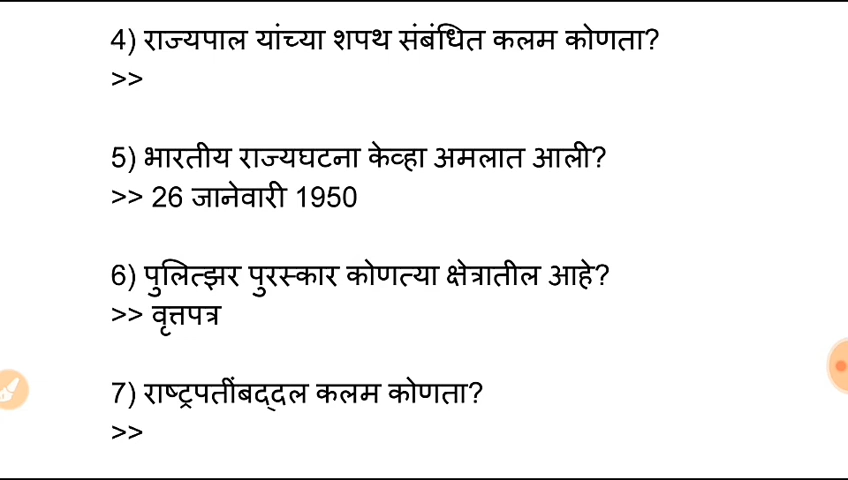 4) राज्यपाल यांच्या शपथ संबंधित कलम कोणता?
>>
5) भारतीय राज्यघटना केव्हा अमलात आली?
>> 26 जानेवारी 1950
6) पुलित्झर पुरस्कार कोणत्या क्षेत्रातील आहे?
>> वृत्तपत्र
7) राष्ट्रपतींबद्दल कलम कोणता?
>>